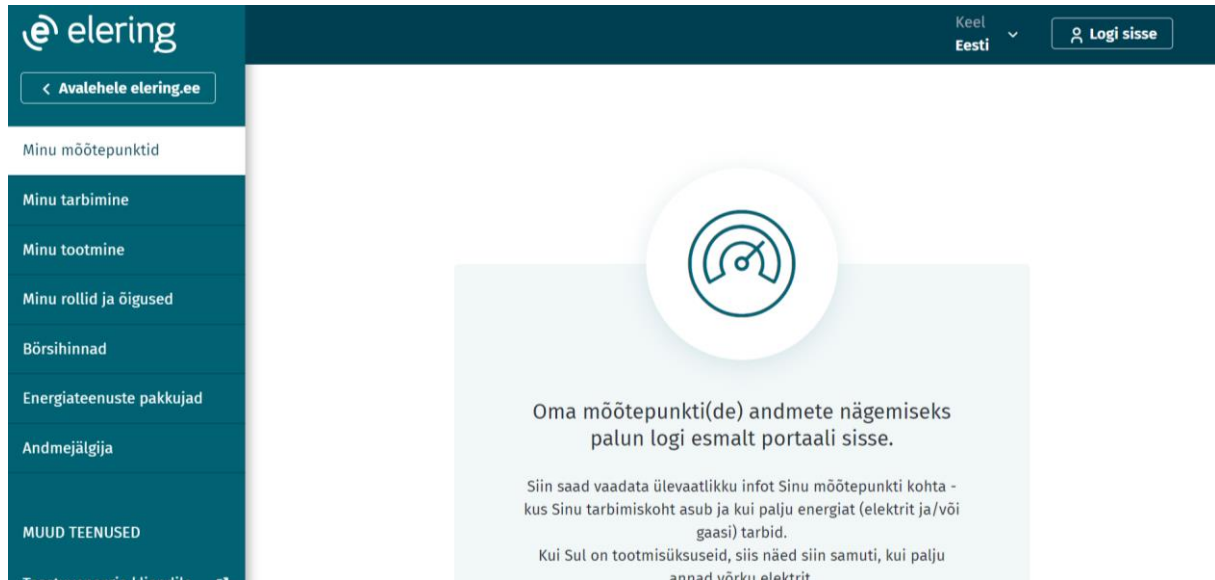 elering
Keel
Eesti
Logi sisse
Avalehele elering.ee
Minu mõõtepunktid
Minu tarbimine
Minu tootmine
Minu rollid ja õigused
Börsihinnad
Energiateenuste pakkujad
Andmejälgija
MUUD TEENUSED
Oma mõõtepunkti(de) andmete nägemiseks
palun logi esmalt portaali sisse.
Siin saad vaadata ülevaatlikku infot Sinu mõõtepunkti kohta -
kus Sinu tarbimiskoht asub ja kui palju energiat (elektrit ja/või
gaasi) tarbid.
Kui Sul on tootmisüksuseid, siis näed siin samuti, kui palju
annad võrku elektrit.